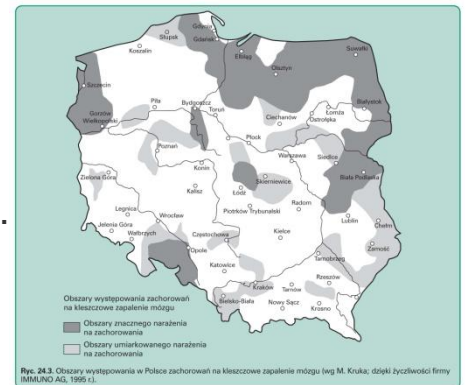 Gdynia
Słupsk
Gdańsk
Koszalin
Elbląg
Suwałki
Olsztyn
Szczecin
Białystok
Piła
Bydgoszcz
Łomża
Gorzów
Wielkopolski
Toruń
Ciechanów
Ostrołęka
Płock
Poznań
Warszawa
Siedlce
Konin
Biała Podlaska
Zielona Góra
Skierniewice
Łódź
Kalisz
Piotrków Trybunalski
Radom
Legnica
Wrocław
Lublin
Chełm
Jelenia Góra
Wałbrzych
Częstochowa
Kielce
Zamość
Opole
Tarnobrzeg
Katowice
Rzeszów
Kraków
Tarnów
Bielsko-Biała
Nowy Sącz
Krosno
Obszary występowania zachorowań
na kleszczowe zapalenie mózgu
Obszary znacznego narażenia
na zachorowania
Obszary umiarkowanego narażenia
na zachorowania
Ryc. 24.3. Obszary występowania w Polsce zachorowań na kleszczowe zapalenie mózgu (wg M. Kruka; dzięki życzliwości firmy
IMMUNO AG, 1995 r.).